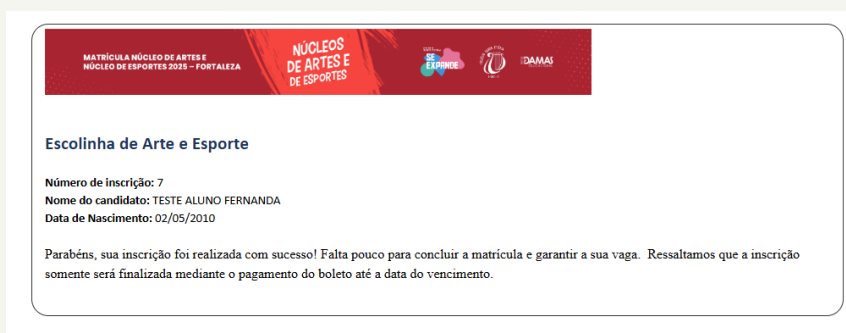 MATRÍCULA NÚCLEO DE ARTES E
NÚCLEO DE ESPORTES 2025 – FORTALEZA
NÚCLEOS
DE ARTES E
DE ESPORTES
SE
EXPANDE
DAMAS
Escolinha de Arte e Esporte
Número de inscrição: 7
Nome do candidato: TESTE ALUNO FERNANDA
Data de Nascimento: 02/05/2010
Parabéns, sua inscrição foi realizada com sucesso! Falta pouco para concluir a matrícula e garantir a sua vaga.  Ressaltamos que a inscrição
somente será finalizada mediante o pagamento do boleto até a data do vencimento.